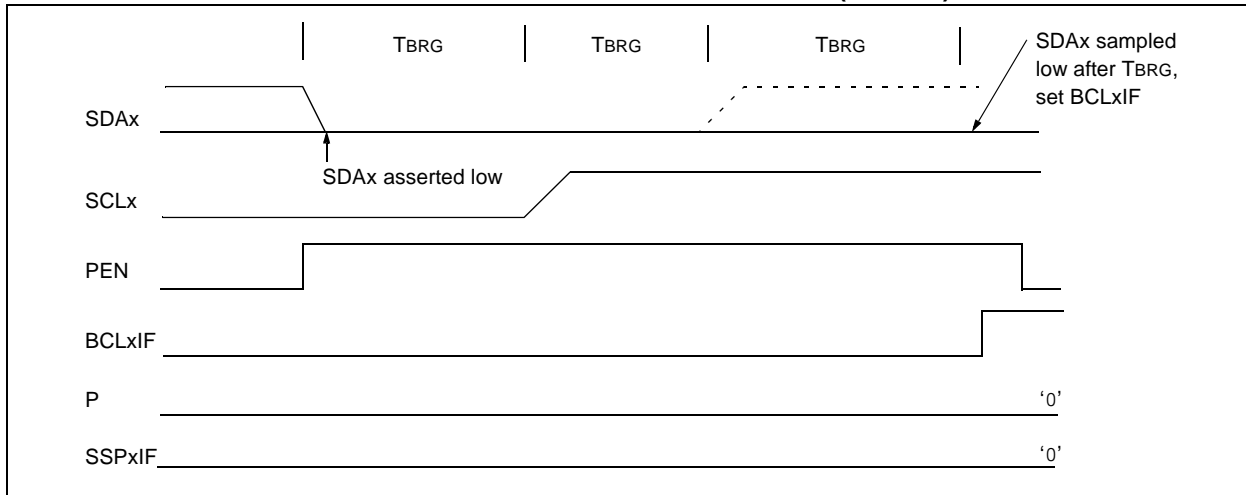 TBRG TBRG TBRG
SDAx sampled
low after TBRG,
set BCLxIF
SDAx
SDAx asserted low
SCLx
PEN
BCLxIF
P '0'
SSPxIF '0'